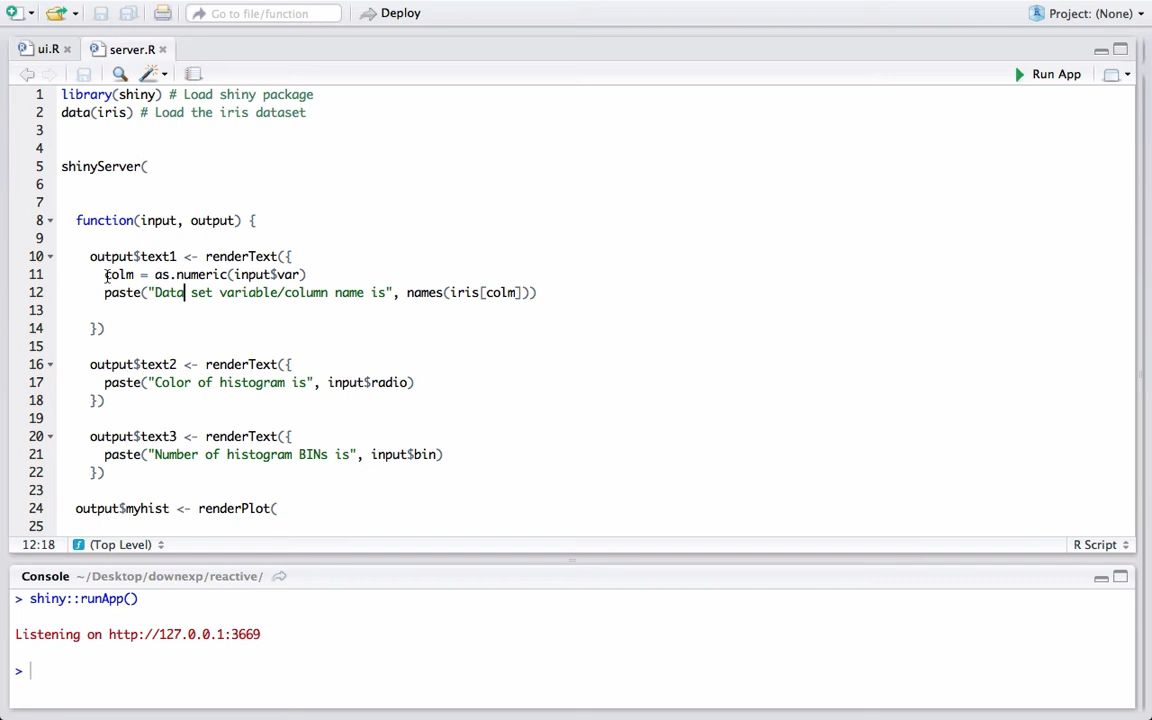 Go to file/function Deploy Project: (None)
ui.R server.R
Run App
1 library(shiny) # Load shiny package
2 data(iris) # Load the iris dataset
3
4
5 shinyServer(
6
7
8 function(input, output) {
9
10 output$text1 <- renderText({
11 colm = as.numeric(input$var)
12 paste("Data set variable/column name is", names(iris[colm]))
13
14 })
15
16 output$text2 <- renderText({
17 paste("Color of histogram is", input$radio)
18 })
19
20 output$text3 <- renderText({
21 paste("Number of histogram BINs is", input$bin)
22 })
23
24 output$myhist <- renderPlot(
25
12:18 (Top Level) R Script
Console ~/Desktop/downexp/reactive/
> shiny::runApp()
Listening on http://127.0.0.1:3669
>